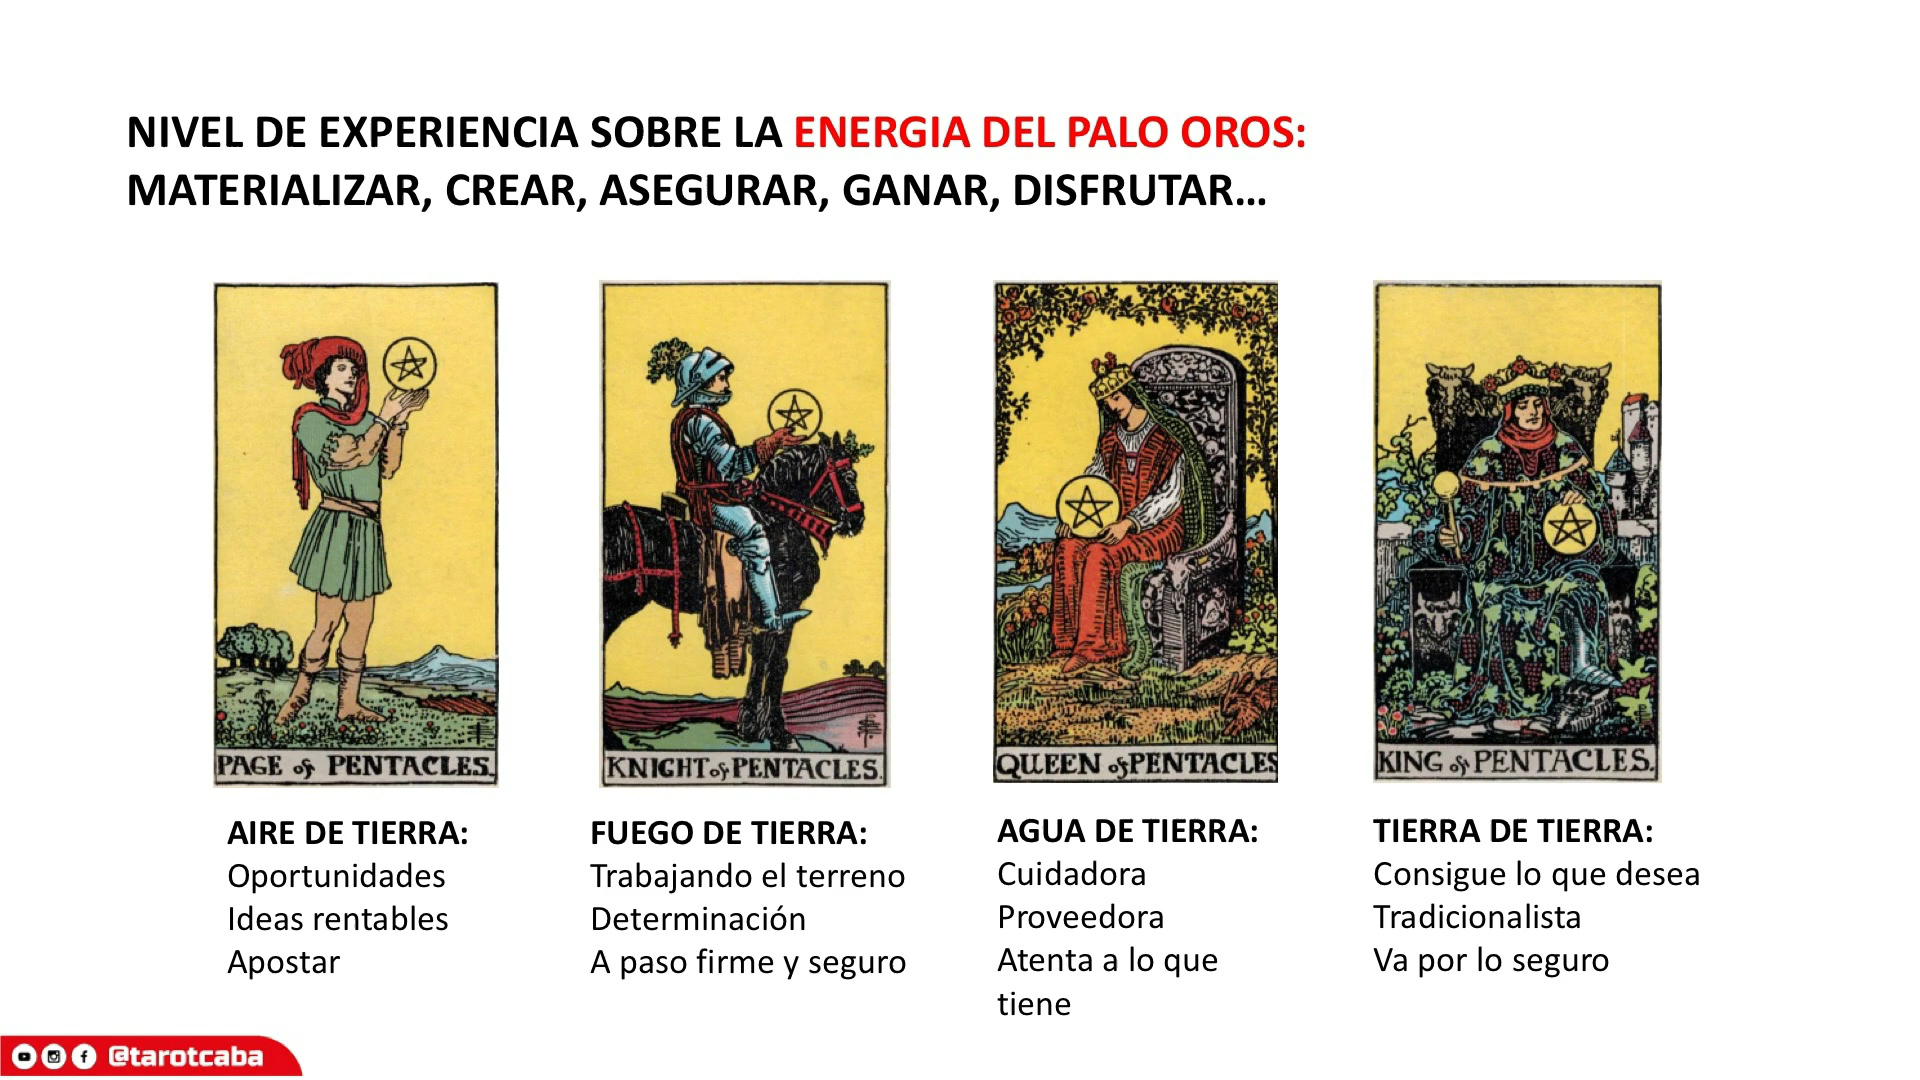 NIVEL DE EXPERIENCIA SOBRE LA ENERGIA DEL PALO OROS:
MATERIALIZAR, CREAR, ASEGURAR, GANAR, DISFRUTAR...
PAGE of PENTACLES.
KNIGHT of PENTACLES.
QUEEN of PENTACLES
KING of PENTACLES.
AIRE DE TIERRA:
Oportunidades
Ideas rentables
Apostar
FUEGO DE TIERRA:
Trabajando el terreno
Determinación
A paso firme y seguro
AGUA DE TIERRA:
Cuidadora
Proveedora
Atenta a lo que
tiene
TIERRA DE TIERRA:
Consigue lo que desea
Tradicionalista
Va por lo seguro
@tarotcaba